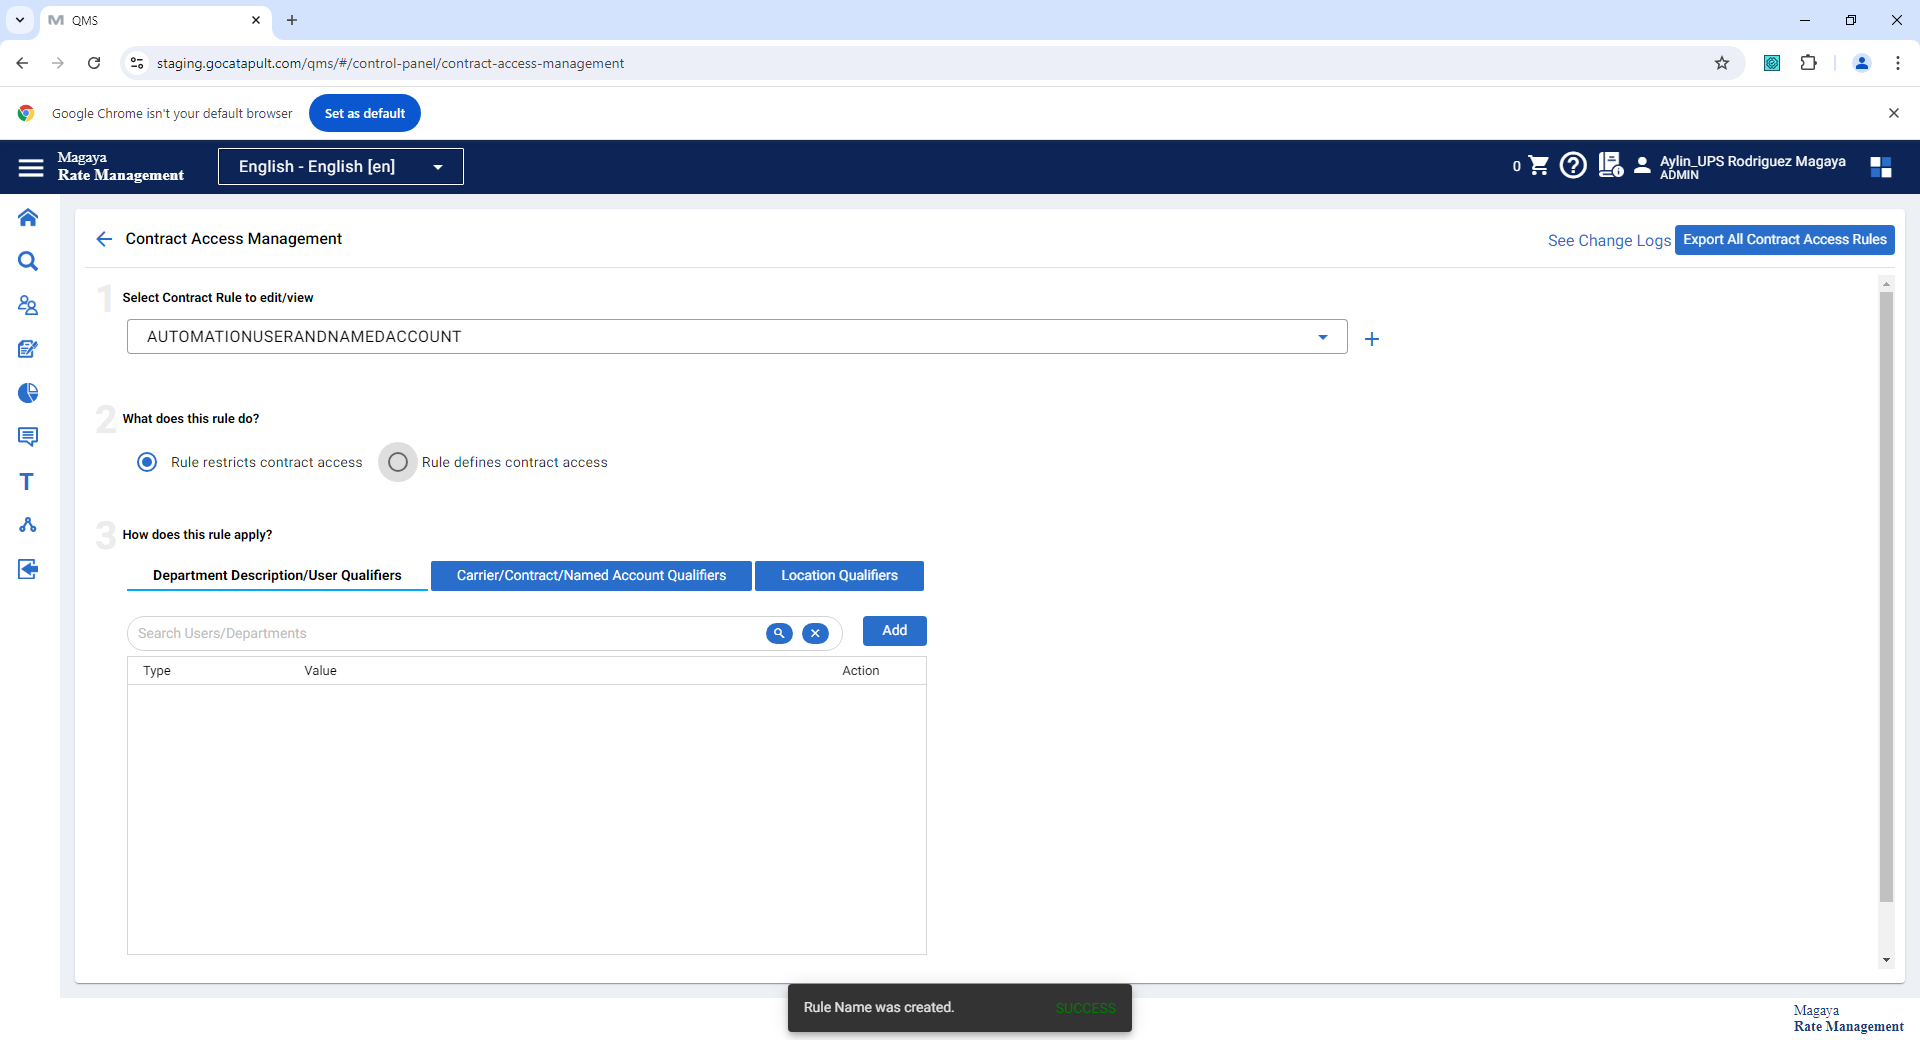 QMS
staging.gocatapult.com/qms/#/control-panel/contract-access-management
Google Chrome isn't your default browser
Set as default
Magaya
Rate Management
English - English [en]
0
Aylin_UPS Rodriguez Magaya
ADMIN
Contract Access Management
See Change Logs
Export All Contract Access Rules
1 Select Contract Rule to edit/view
AUTOMATIONUSERANDNAMEDACCOUNT
2 What does this rule do?
Rule restricts contract access
Rule defines contract access
3 How does this rule apply?
Department Description/User Qualifiers
Carrier/Contract/Named Account Qualifiers
Location Qualifiers
Search Users/Departments
Add
Type Value Action
Rule Name was created. SUCCESS
Magaya
Rate Management